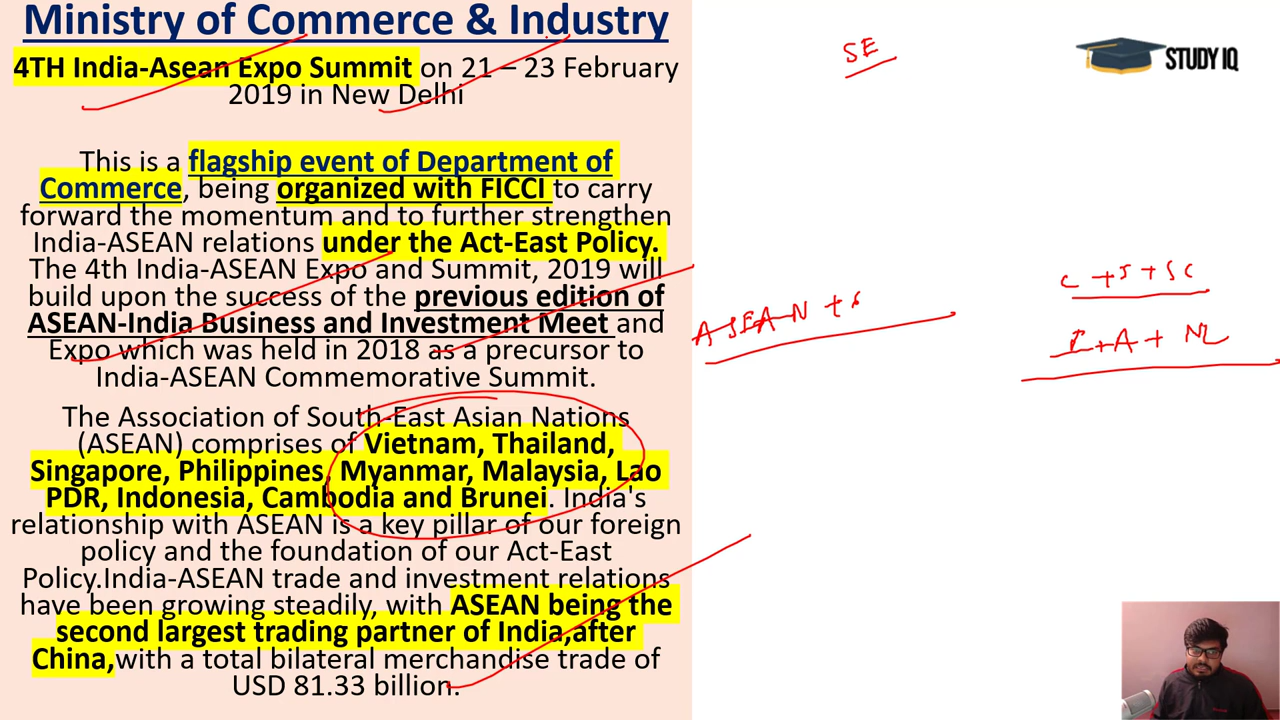 Ministry of Commerce & Industry
4TH India-Asean Expo Summit on 21 – 23 February
2019 in New Delhi
This is a flagship event of Department of
Commerce, being organized with FICCI to carry
forward the momentum and to further strengthen
India-ASEAN relations under the Act-East Policy.
The 4th India-ASEAN Expo and Summit, 2019 will
build upon the success of the previous edition of
ASEAN-India Business and Investment Meet and
Expo which was held in 2018 as a precursor to
India-ASEAN Commemorative Summit.
The Association of South-East Asian Nations
(ASEAN) comprises of Vietnam, Thailand,
Singapore, Philippines, Myanmar, Malaysia, Lao
PDR, Indonesia, Cambodia and Brunei. India's
relationship with ASEAN is a key pillar of our foreign
policy and the foundation of our Act-East
Policy.India-ASEAN trade and investment relations
have been growing steadily, with ASEAN being the
second largest trading partner of India,after
China,with a total bilateral merchandise trade of
USD 81.33 billion.
SE
STUDY IQ
ASEAN + 6
C + J + SC
I + A + NZ